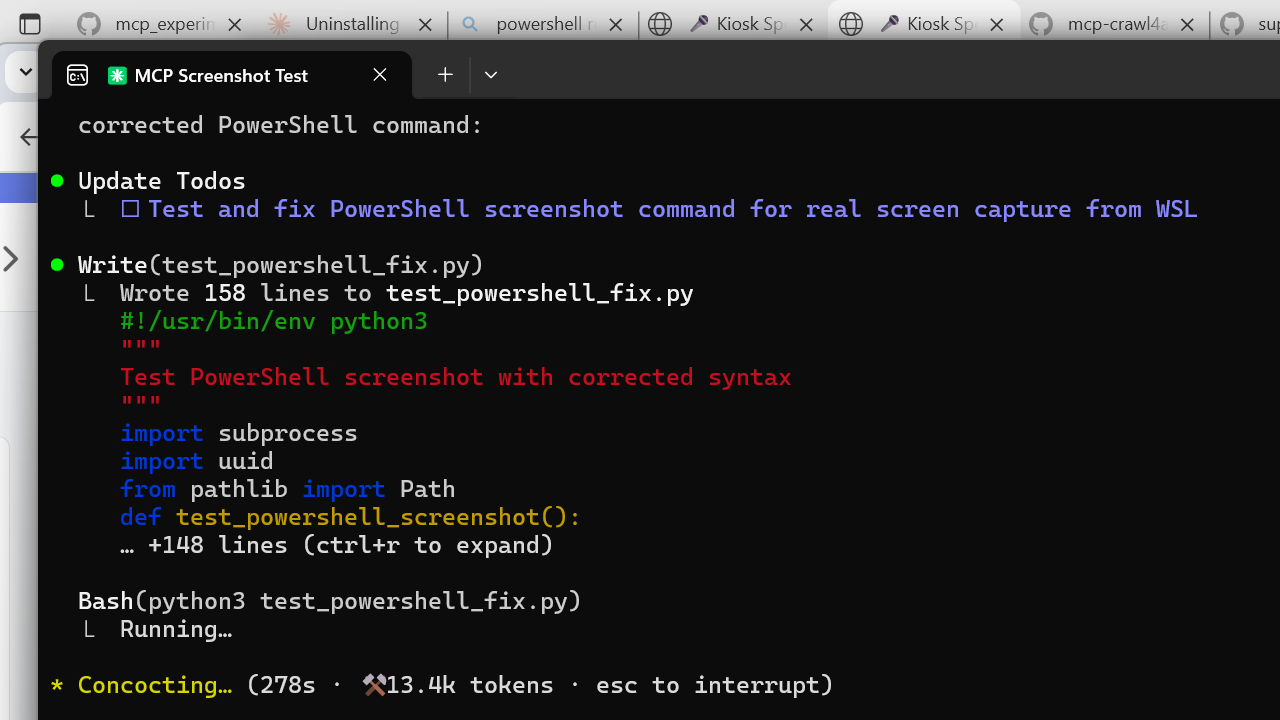 mcp_experin
Uninstalling
powershell r
Kiosk Sp
Kiosk Sp
mcp-crawl4a
sup
MCP Screenshot Test
corrected PowerShell command:
● Update Todos
└ ☐ Test and fix PowerShell screenshot command for real screen capture from WSL
● Write(test_powershell_fix.py)
└ Wrote 158 lines to test_powershell_fix.py
#!/usr/bin/env python3
"""
Test PowerShell screenshot with corrected syntax
"""
import subprocess
import uuid
from pathlib import Path
def test_powershell_screenshot():
… +148 lines (ctrl+r to expand)
Bash(python3 test_powershell_fix.py)
└ Running…
* Concocting… (278s · ⚒13.4k tokens · esc to interrupt)